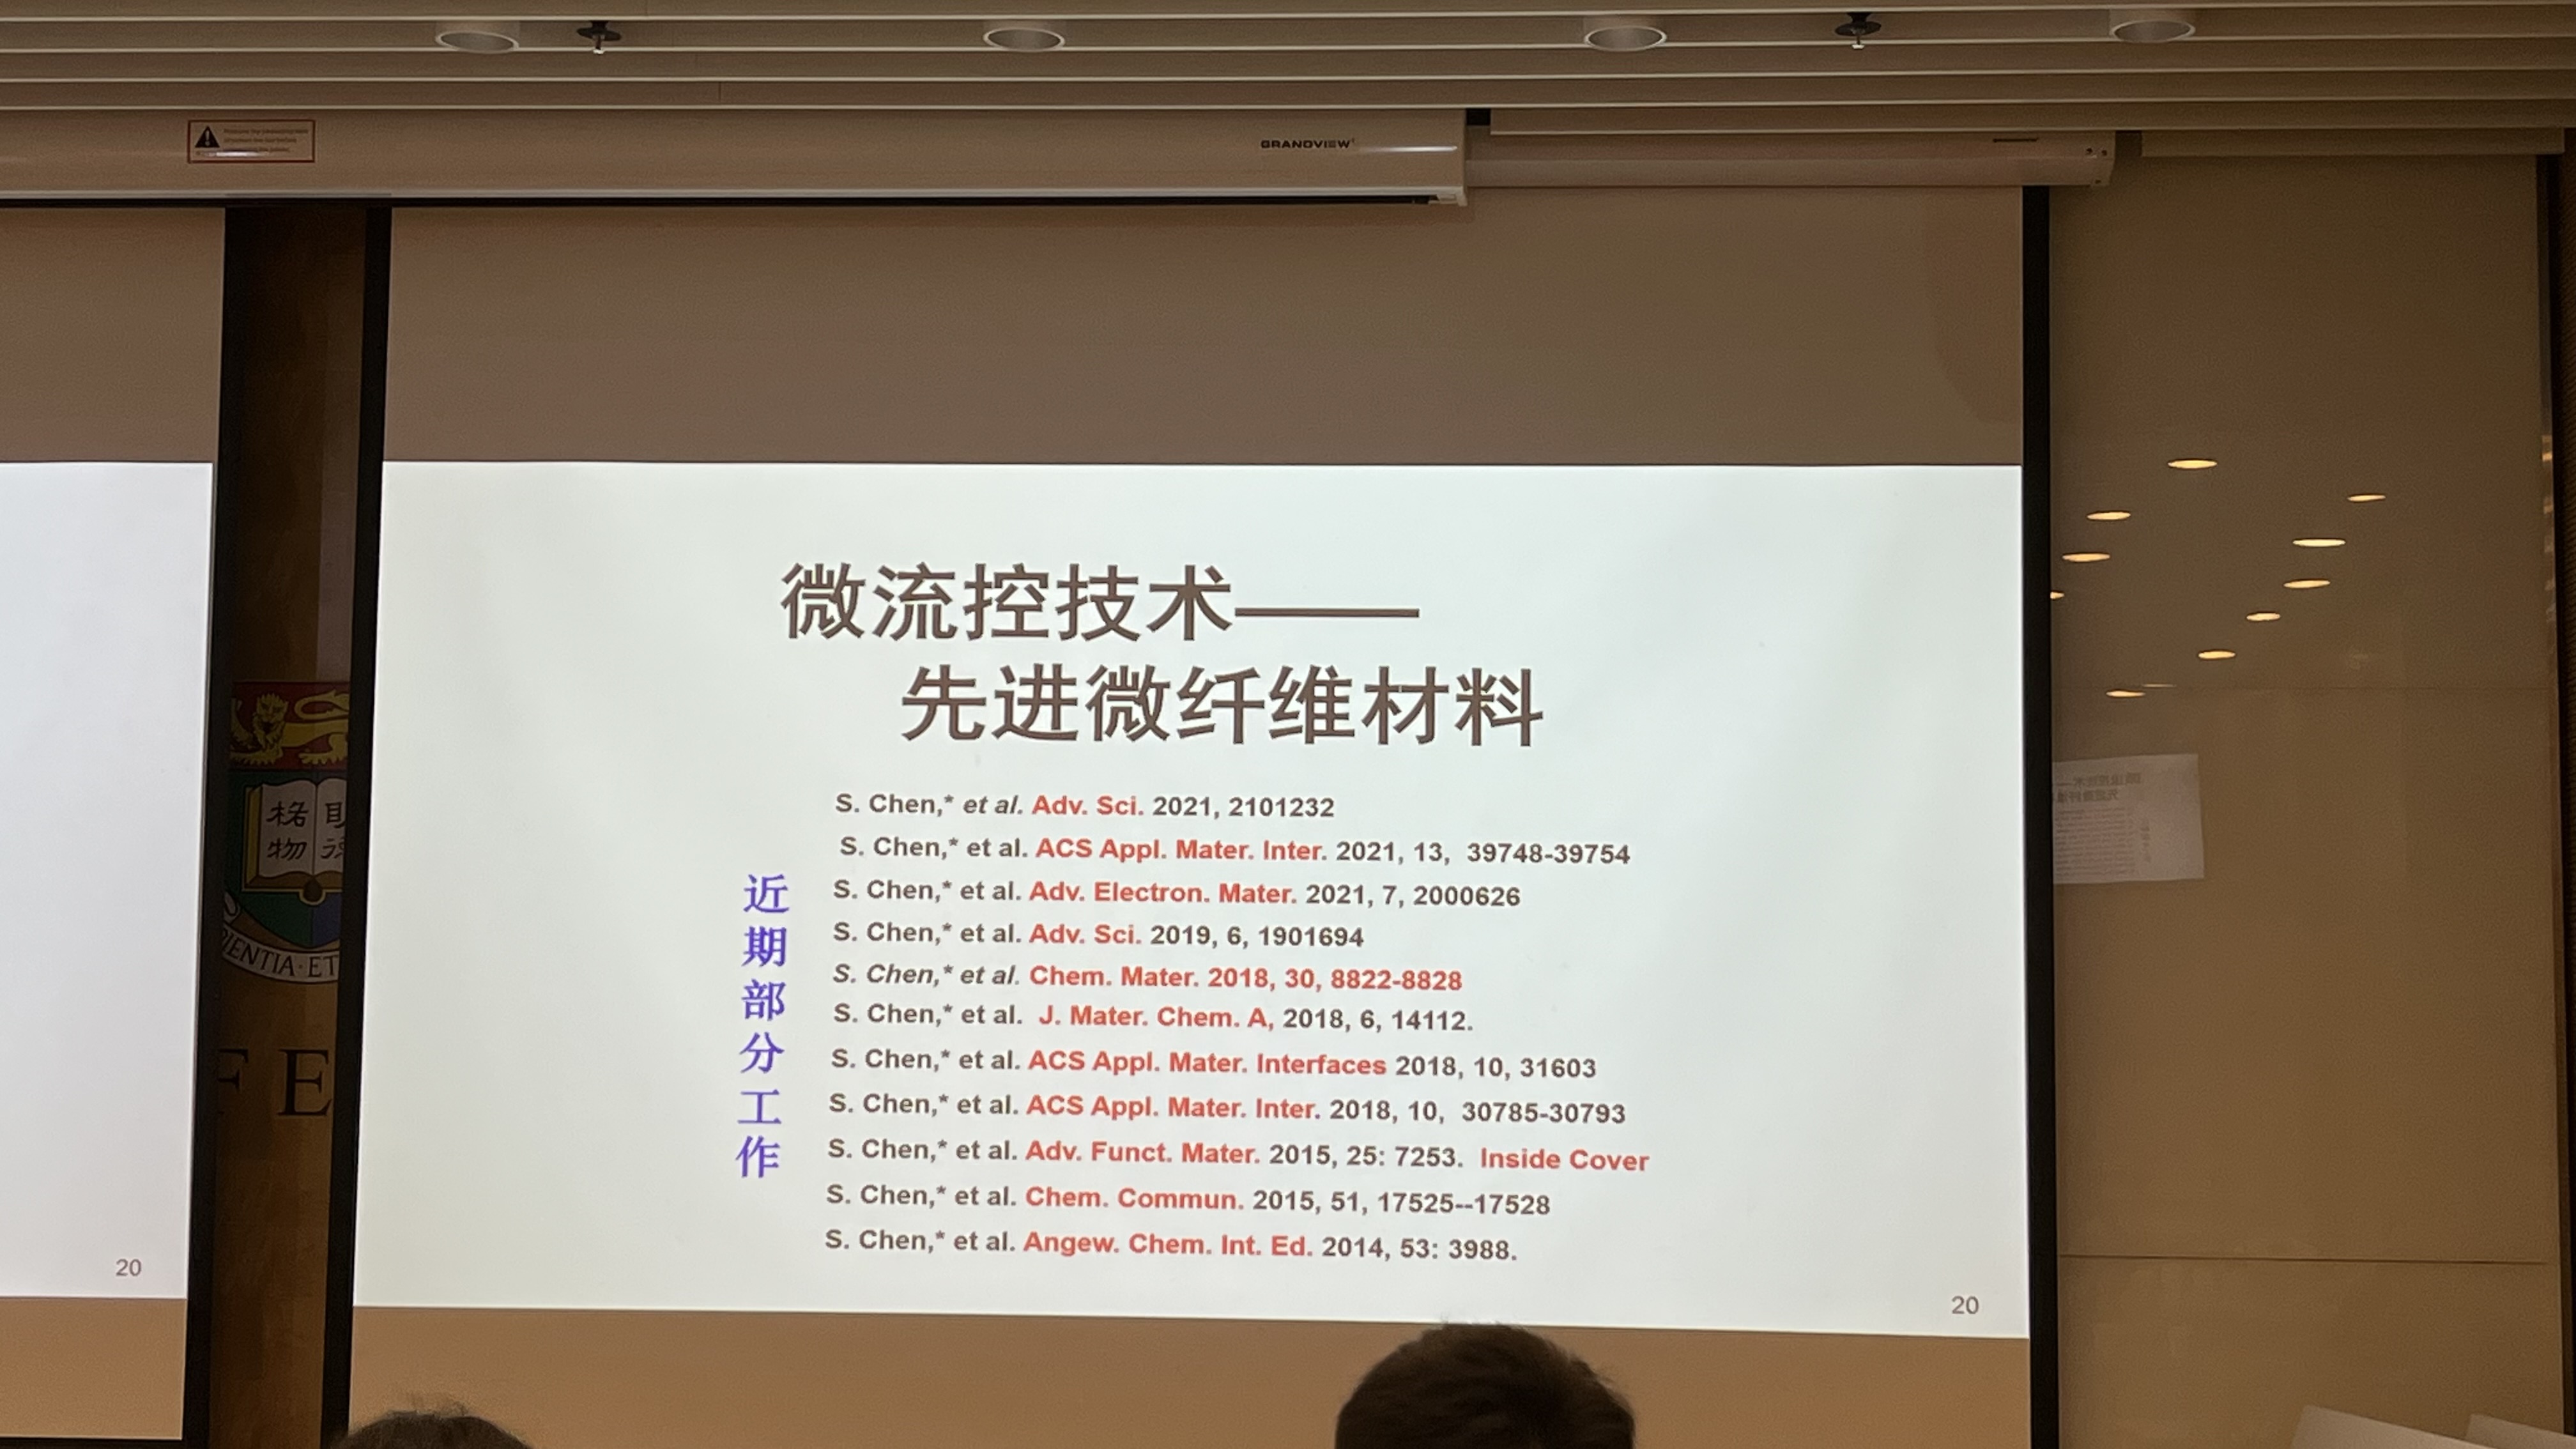 GRANDVIEW
微流控技术——
先进微纤维材料
S. Chen,* et al. Adv. Sci. 2021, 2101232
S. Chen,* et al. ACS Appl. Mater. Inter. 2021, 13, 39748-39754
S. Chen,* et al. Adv. Electron. Mater. 2021, 7, 2000626
S. Chen,* et al. Adv. Sci. 2019, 6, 1901694
S. Chen,* et al. Chem. Mater. 2018, 30, 8822-8828
S. Chen,* et al. J. Mater. Chem. A, 2018, 6, 14112.
S. Chen,* et al. ACS Appl. Mater. Interfaces 2018, 10, 31603
S. Chen,* et al. ACS Appl. Mater. Inter. 2018, 10, 30785-30793
S. Chen,* et al. Adv. Funct. Mater. 2015, 25: 7253. Inside Cover
S. Chen,* et al. Chem. Commun. 2015, 51, 17525--17528
S. Chen,* et al. Angew. Chem. Int. Ed. 2014, 53: 3988.
近期部分工作
20
20
格
物
IENTIA·ET
FE